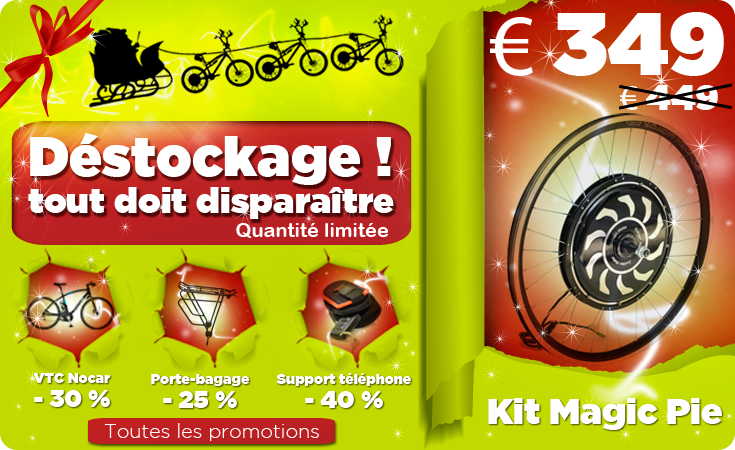 Déstockage !
tout doit disparaître
Quantité limitée
VTC Nocar
- 30 %
Porte-bagage
- 25 %
Support téléphone
- 40 %
Toutes les promotions
€ 349
€ 449
Kit Magic Pie